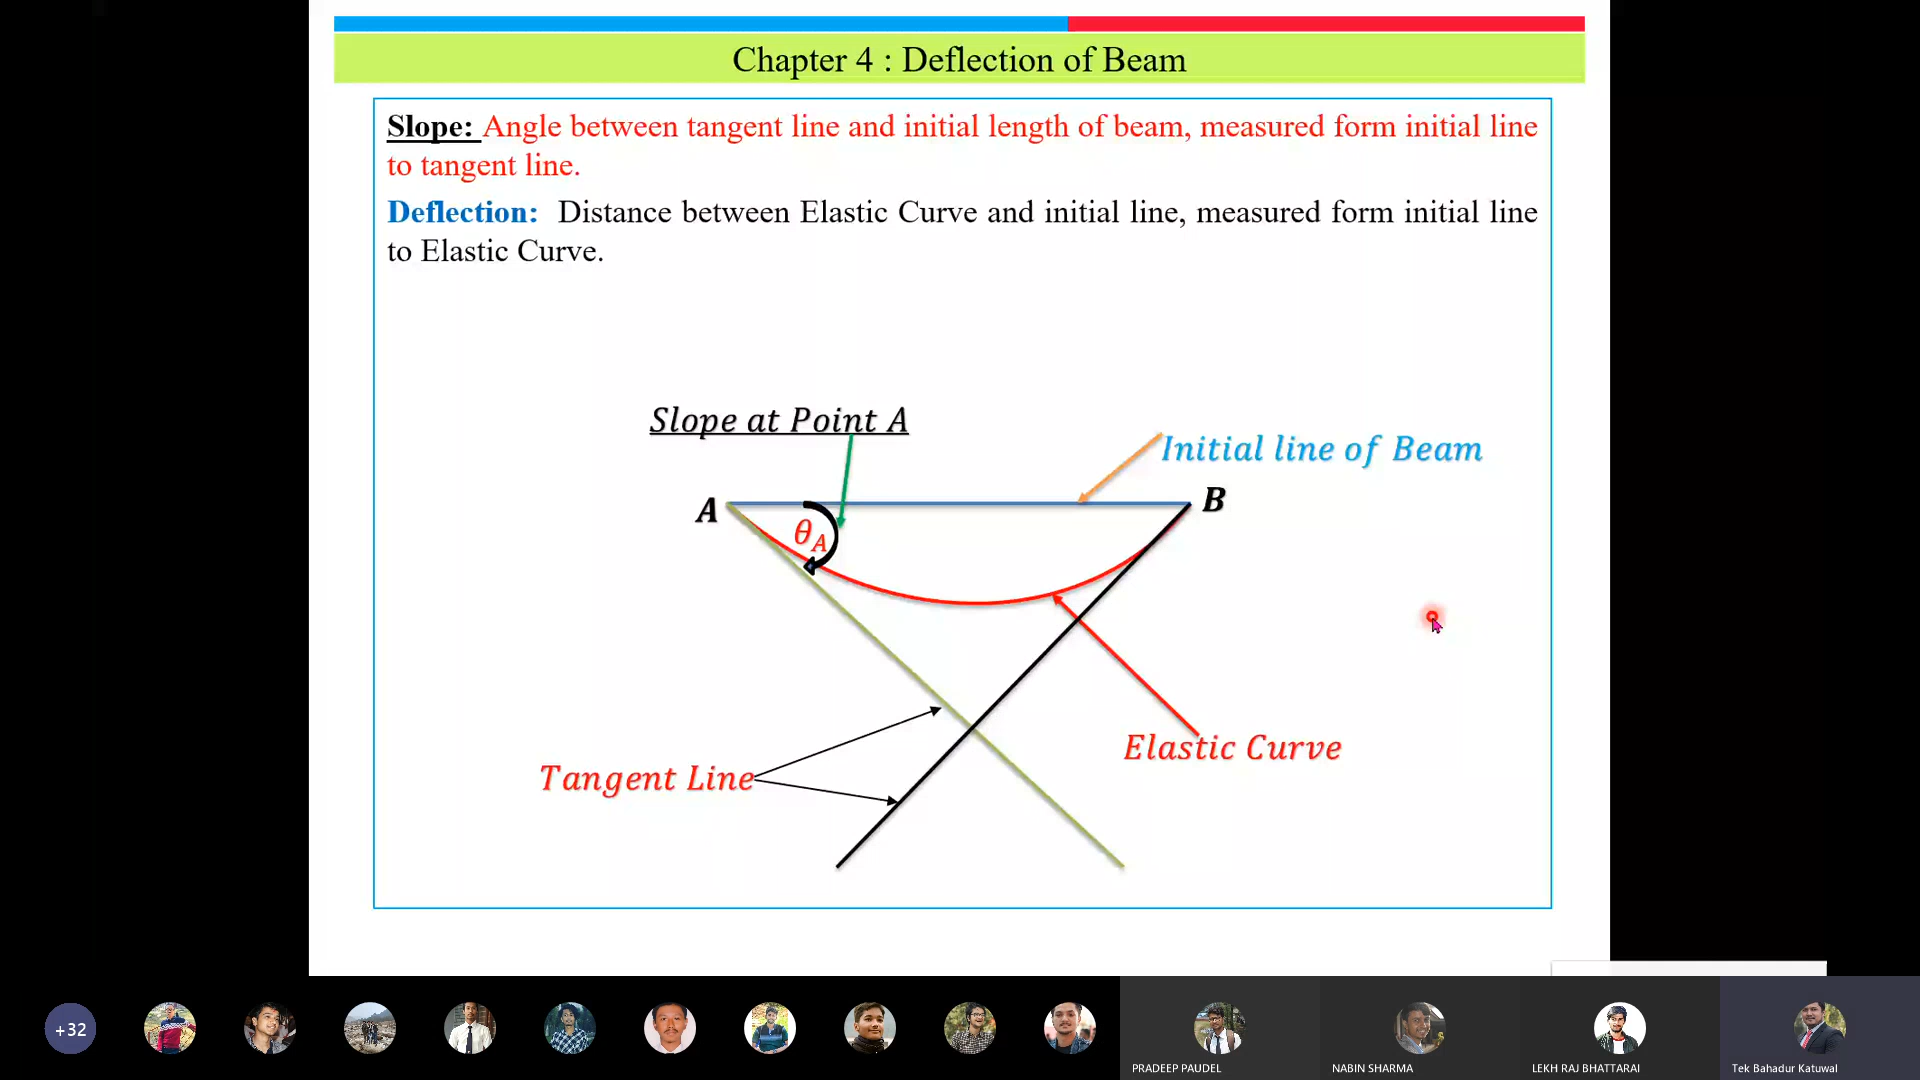 Chapter 4 : Deflection of Beam
Slope: Angle between tangent line and initial length of beam, measured form initial line
to tangent line.
Deflection: Distance between Elastic Curve and initial line, measured form initial line
to Elastic Curve.
Slope at Point A
Initial line of Beam
A
B
θA
Elastic Curve
Tangent Line
+32
PRADEEP PAUDEL
NABIN SHARMA
LEKH RAJ BHATTARAI
Tek Bahadur Katuwal